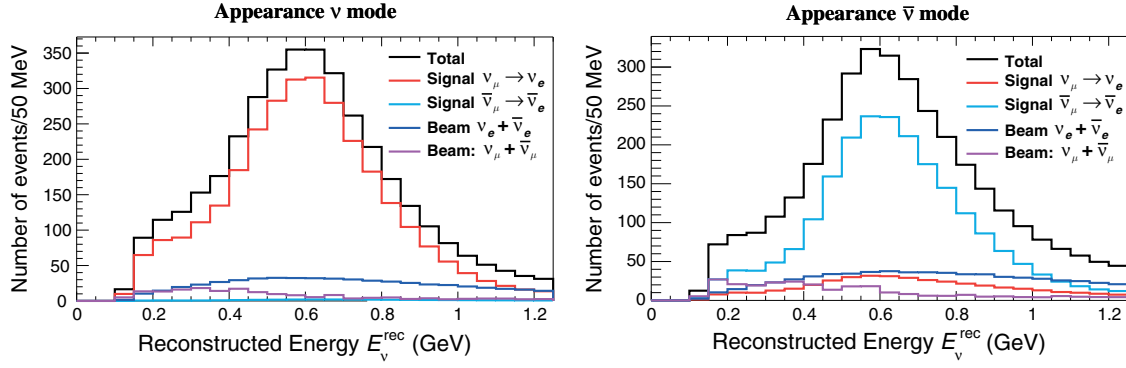 Appearance ν mode
Number of events/50 MeV
350
300
250
200
150
100
50
0
Total
Signal ν_μ → ν_e
Signal ν̄_μ → ν̄_e
Beam ν_e + ν̄_e
Beam: ν_μ + ν̄_μ
0 0.2 0.4 0.6 0.8 1 1.2
Reconstructed Energy E_ν^rec (GeV)
Appearance ν̄ mode
Number of events/50 MeV
300
250
200
150
100
50
0
Total
Signal ν_μ → ν_e
Signal ν̄_μ → ν̄_e
Beam ν_e + ν̄_e
Beam: ν_μ + ν̄_μ
0 0.2 0.4 0.6 0.8 1 1.2
Reconstructed Energy E_ν^rec (GeV)